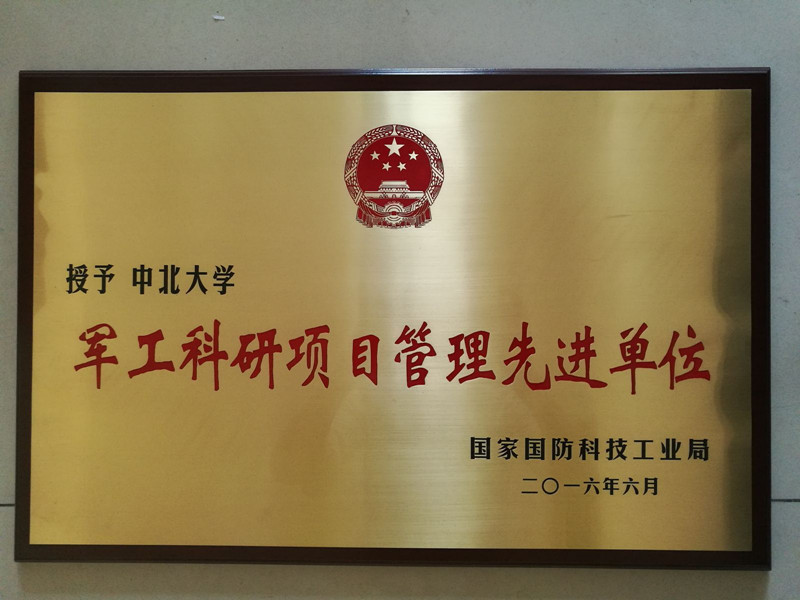 授予 中北大学
军工科研项目管理先进单位
国家国防科技工业局
二〇一六年六月